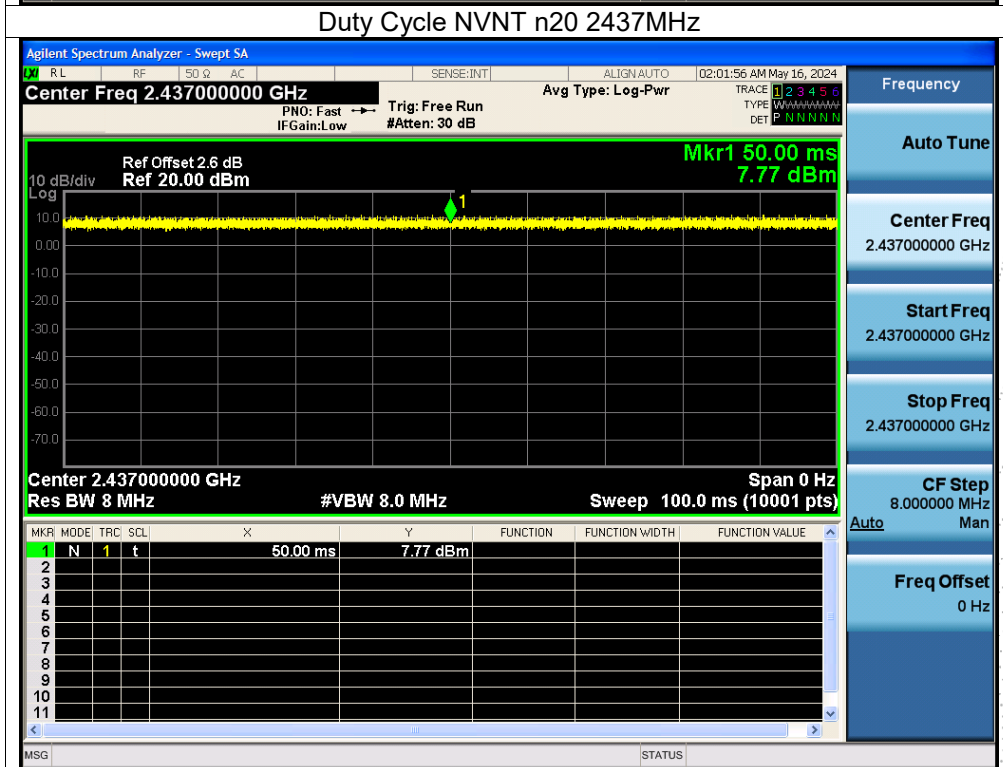 Duty Cycle NVNT n20 2437MHz
Agilent Spectrum Analyzer - Swept SA
LXI RL RF 50 Ω AC SENSE:INT ALIGN AUTO 02:01:56 AM May 16, 2024
Center Freq 2.437000000 GHz Avg Type: Log-Pwr TRACE 1 2 3 4 5 6
PNO: Fast Trig: Free Run TYPE WWWWWW
IFGain:Low #Atten: 30 dB DET P N N N N N
Frequency
Mkr1 50.00 ms
Ref Offset 2.6 dB
10 dB/div Ref 20.00 dBm 7.77 dBm
Log
1
10.0
0.00
-10.0
-20.0
-30.0
-40.0
-50.0
-60.0
-70.0
Center 2.437000000 GHz Span 0 Hz
Res BW 8 MHz #VBW 8.0 MHz Sweep 100.0 ms (10001 pts)
MKR MODE TRC SCL X Y FUNCTION FUNCTION WIDTH FUNCTION VALUE
1 N 1 t 50.00 ms 7.77 dBm
2
3
4
5
6
7
8
9
10
11
MSG STATUS
Auto Tune
Center Freq
2.437000000 GHz
Start Freq
2.437000000 GHz
Stop Freq
2.437000000 GHz
CF Step
8.000000 MHz
Auto Man
Freq Offset
0 Hz